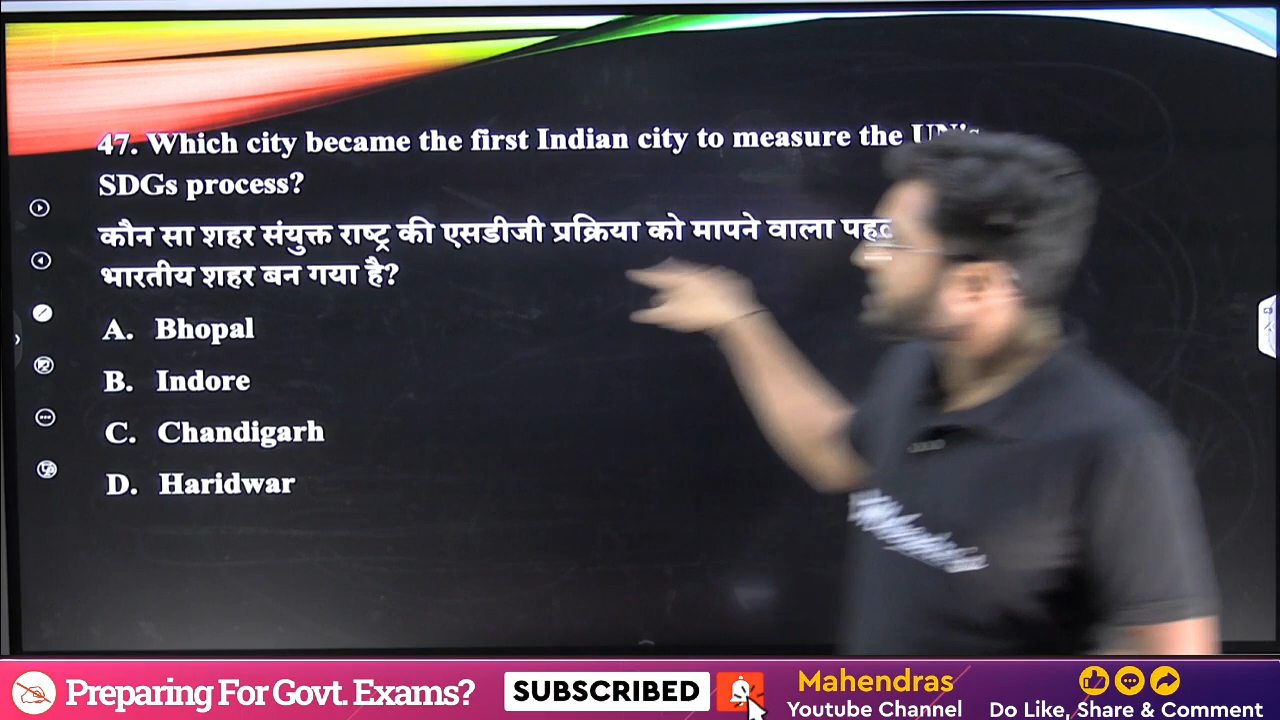 47. Which city became the first Indian city to measure the UN's
SDGs process?
कौन सा शहर संयुक्त राष्ट्र की एसडीजी प्रक्रिया को मापने वाला
भारतीय शहर बन गया है?
A. Bhopal
B. Indore
C. Chandigarh
D. Haridwar
Preparing For Govt. Exams?
SUBSCRIBED
Mahendras
Youtube Channel
Do Like, Share & Comment